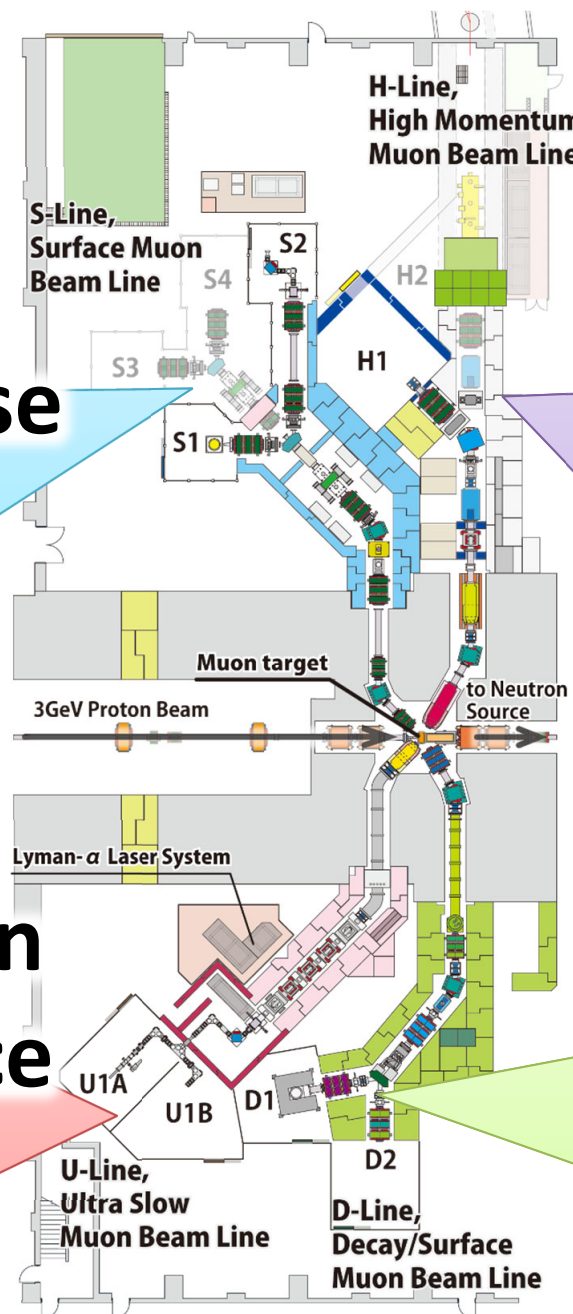 H-Line,
High Momentum
Muon Beam Line
S-Line,
Surface Muon
Beam Line
S2
S4
H2
S3
H1
se
S1
Muon target
3GeV Proton Beam
to Neutron
Source
Lyman-α Laser System
n
ce
U1A
U1B
D1
D2
U-Line,
Ultra Slow
Muon Beam Line
D-Line,
Decay/Surface
Muon Beam Line